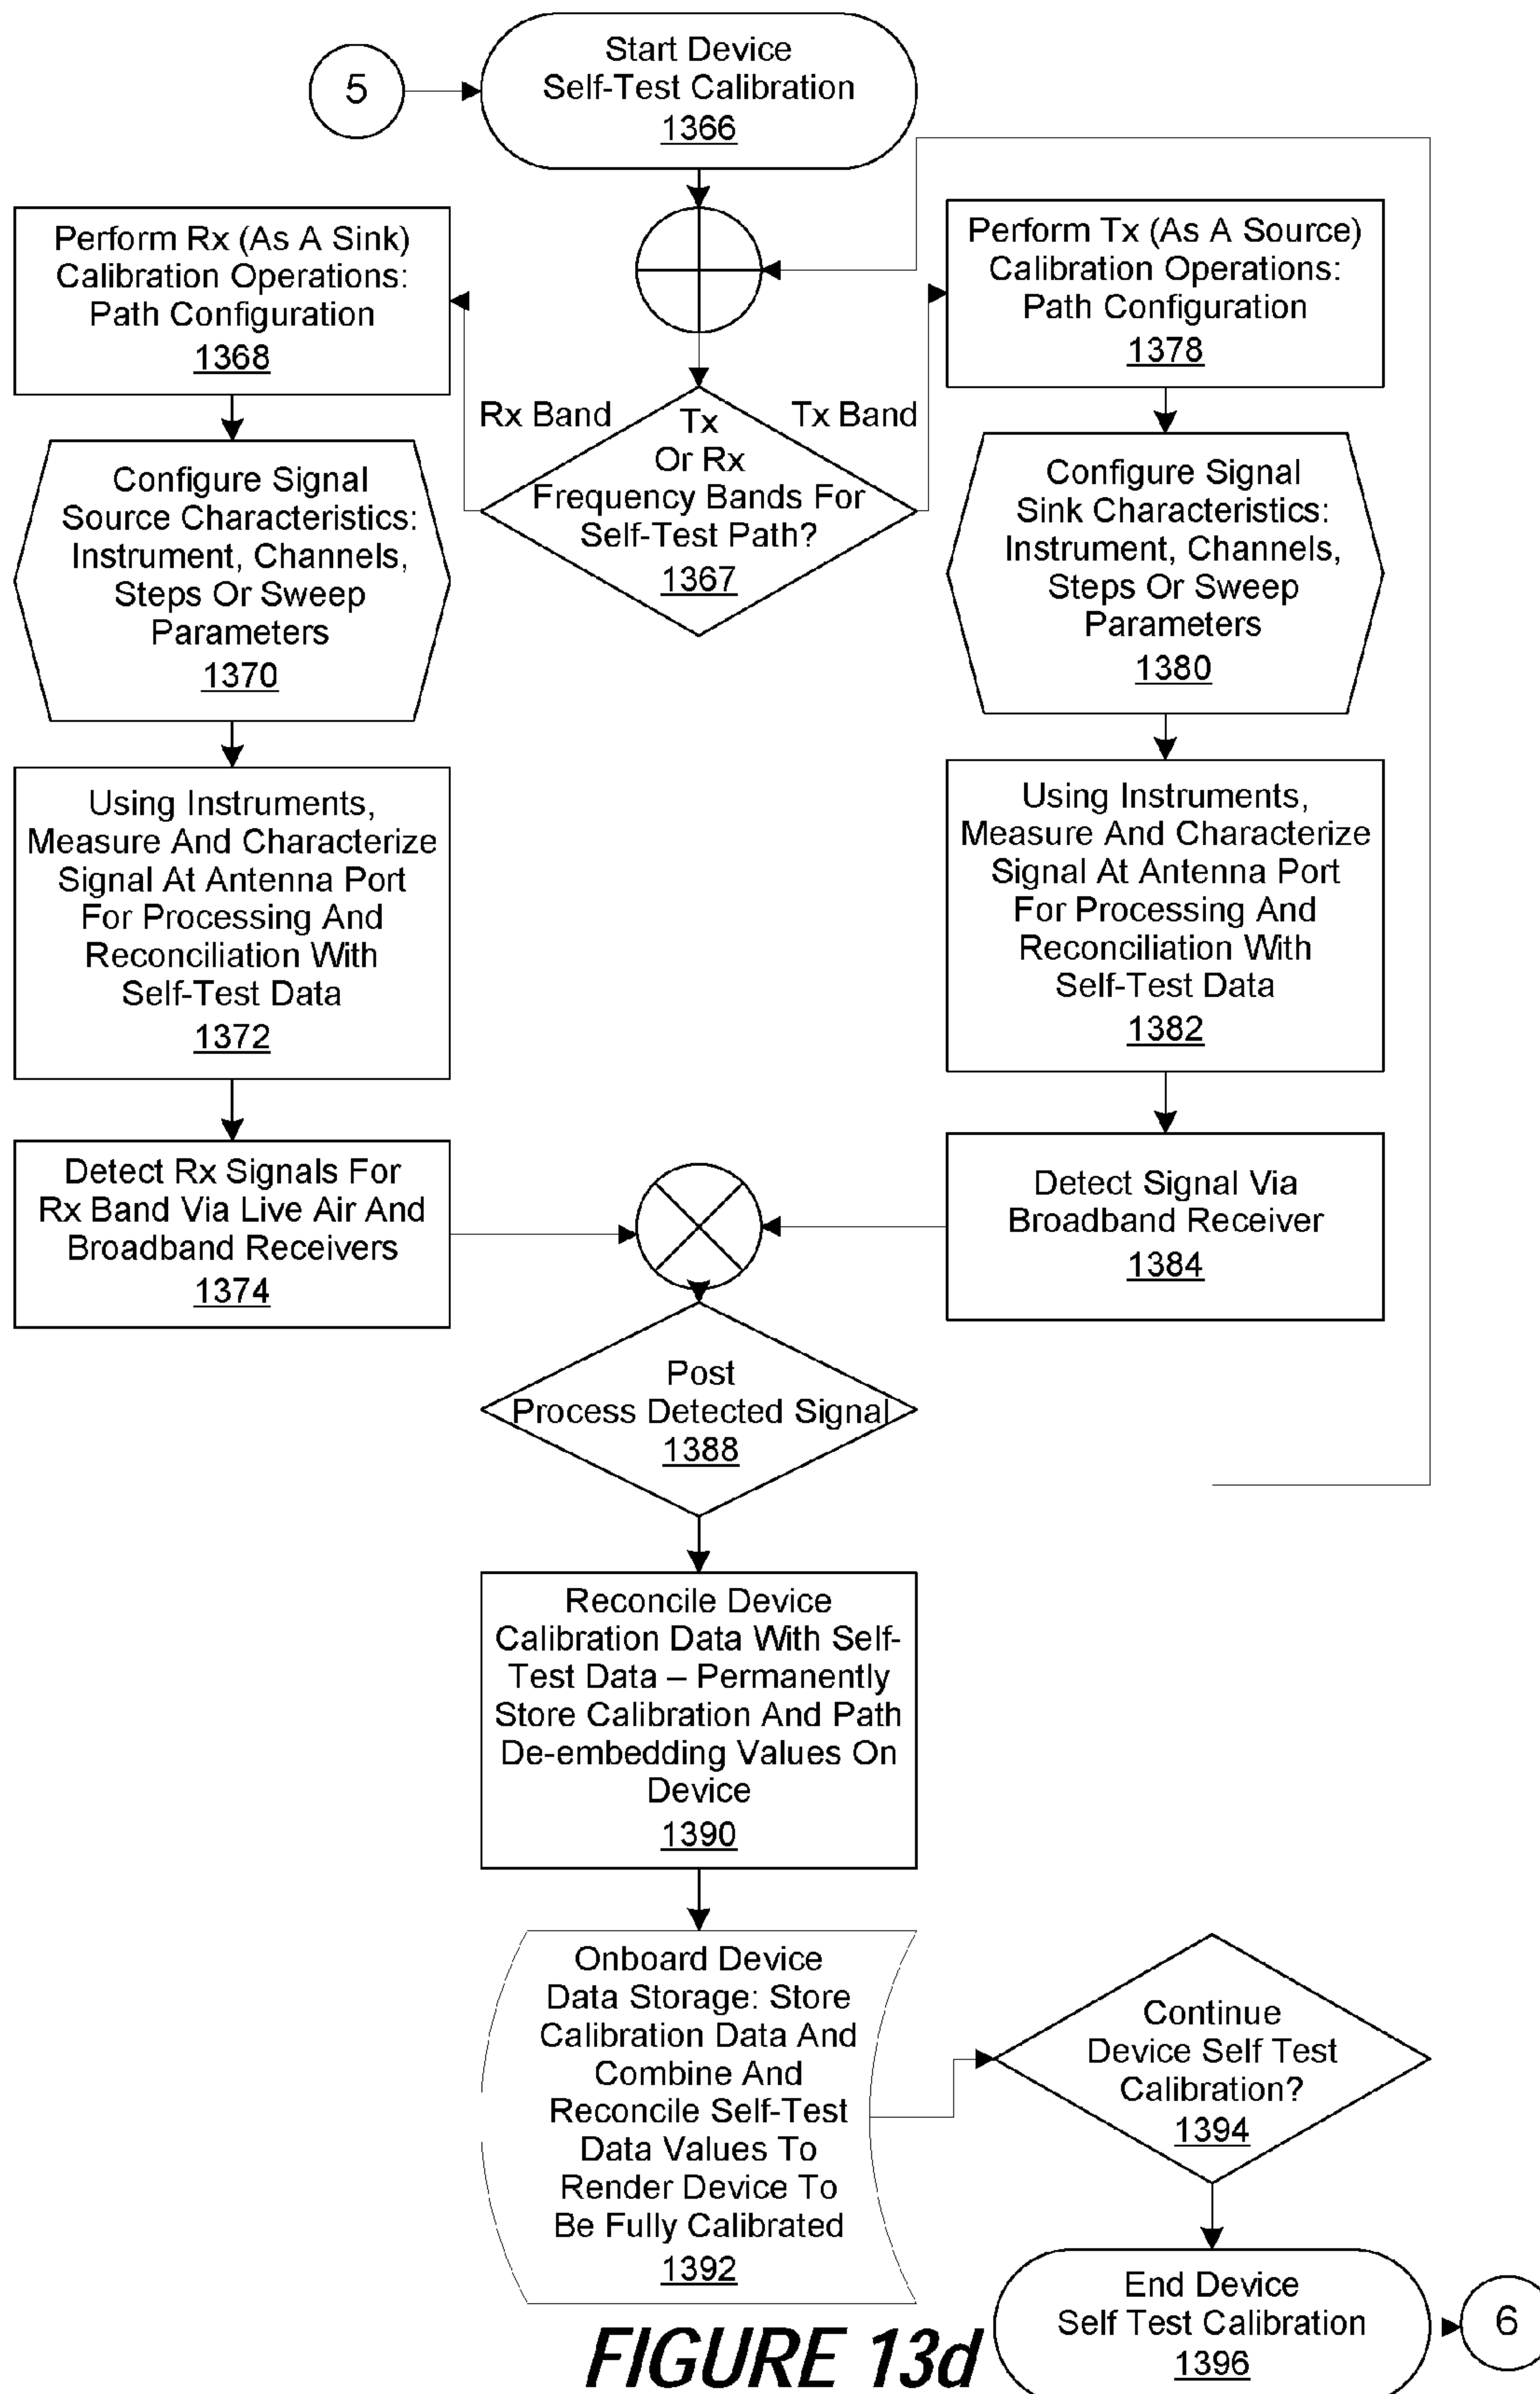 5
Start Device
Self-Test Calibration
1366
Perform Rx (As A Sink)
Calibration Operations:
Path Configuration
1368
Perform Tx (As A Source)
Calibration Operations:
Path Configuration
1378
Rx Band
Tx Band
Tx
Or Rx
Frequency Bands For
Self-Test Path?
1367
Configure Signal
Source Characteristics:
Instrument, Channels,
Steps Or Sweep
Parameters
1370
Configure Signal
Sink Characteristics:
Instrument, Channels,
Steps Or Sweep
Parameters
1380
Using Instruments,
Measure And Characterize
Signal At Antenna Port
For Processing And
Reconciliation With
Self-Test Data
1372
Using Instruments,
Measure And Characterize
Signal At Antenna Port
For Processing And
Reconciliation With
Self-Test Data
1382
Detect Rx Signals For
Rx Band Via Live Air And
Broadband Receivers
1374
Detect Signal Via
Broadband Receiver
1384
Post
Process Detected Signal
1388
Reconcile Device
Calibration Data With Self-
Test Data – Permanently
Store Calibration And Path
De-embedding Values On
Device
1390
Onboard Device
Data Storage: Store
Calibration Data And
Combine And
Reconcile Self-Test
Data Values To
Render Device To
Be Fully Calibrated
1392
Continue
Device Self Test
Calibration?
1394
End Device
Self Test Calibration
1396
6
FIGURE 13d